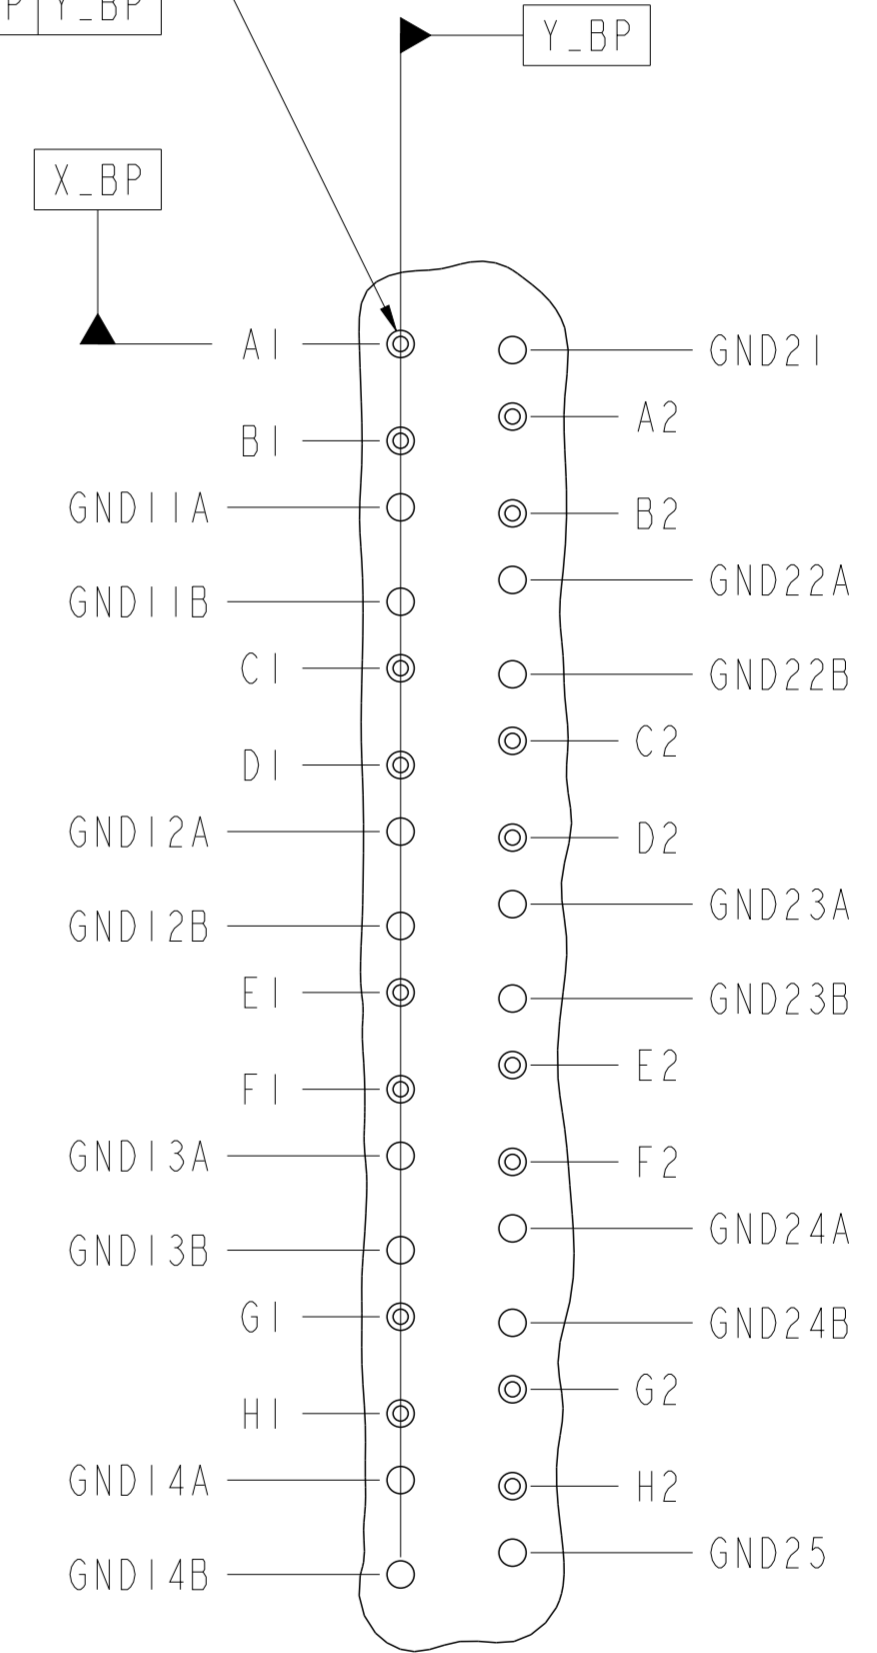 P Y_BP
Y_BP
X_BP
A1
GND21
A2
B1
GND11A
B2
GND22A
GND11B
C1
GND22B
C2
D1
GND12A
D2
GND23A
GND12B
E1
GND23B
E2
F1
GND13A
F2
GND24A
GND13B
G1
GND24B
G2
H1
GND14A
H2
GND25
GND14B